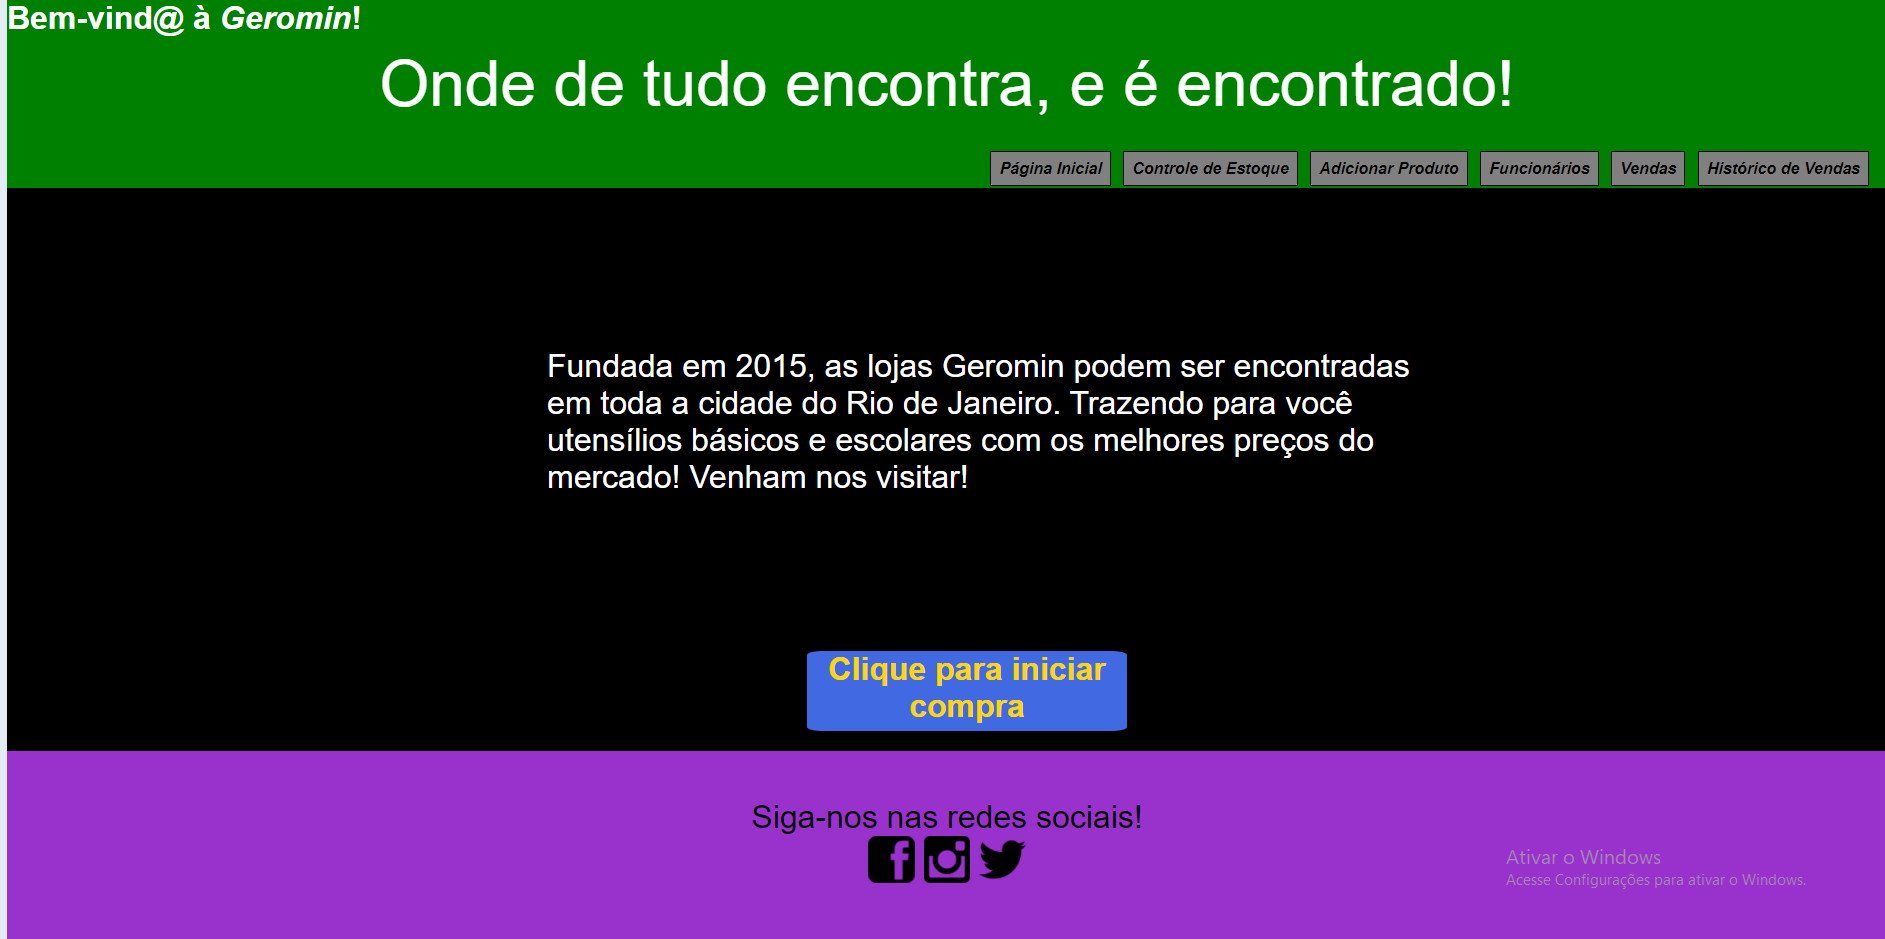 Bem-vind@ à Geromin!
Onde de tudo encontra, e é encontrado!
Página Inicial Controle de Estoque Adicionar Produto Funcionários Vendas Histórico de Vendas
Fundada em 2015, as lojas Geromin podem ser encontradas
em toda a cidade do Rio de Janeiro. Trazendo para você
utensílios básicos e escolares com os melhores preços do
mercado! Venham nos visitar!
Clique para iniciar
compra
Siga-nos nas redes sociais!
Ativar o Windows
Acesse Configurações para ativar o Windows.